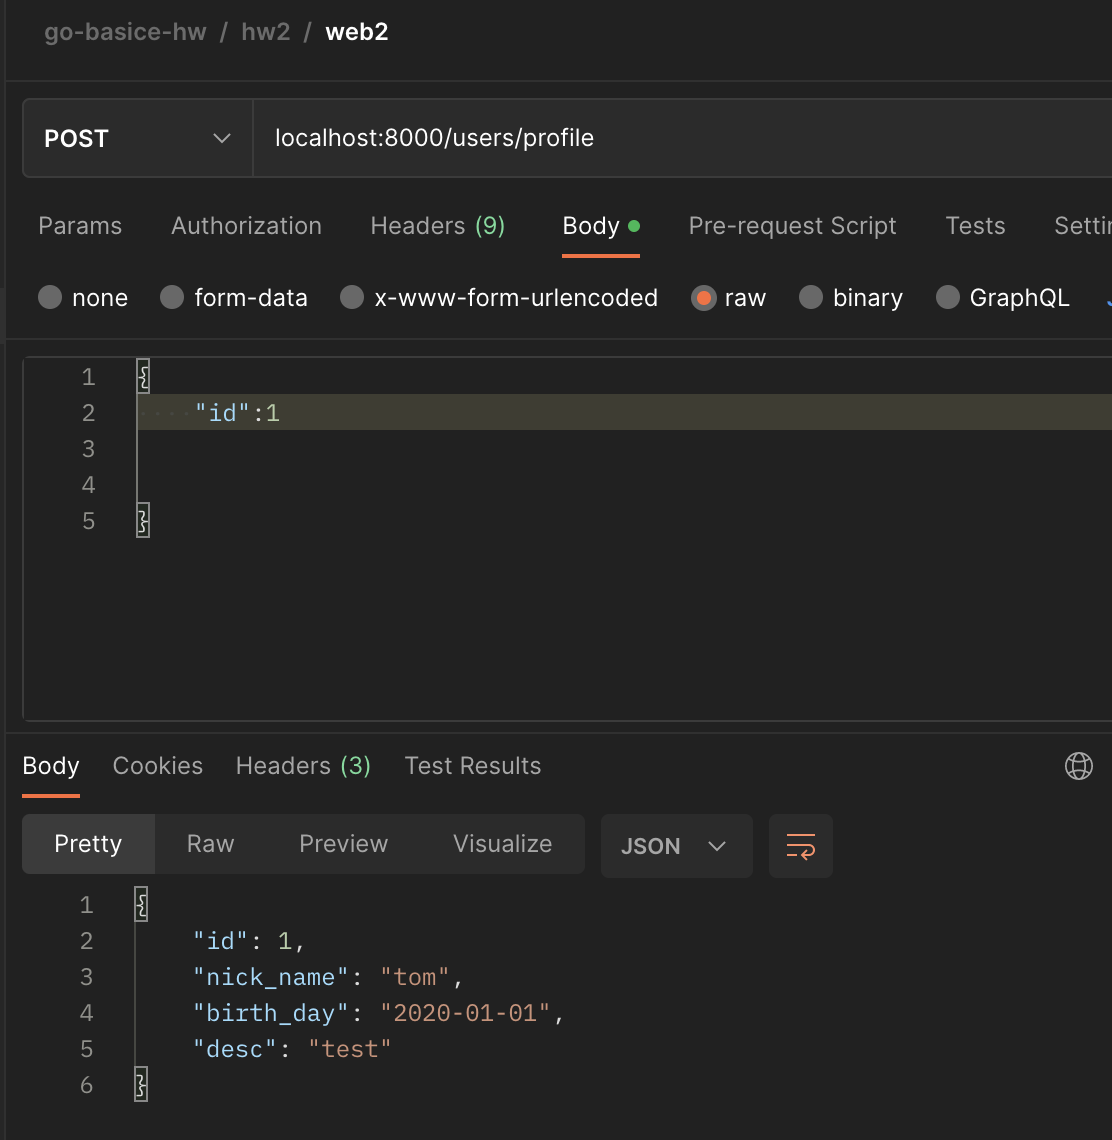 go-basice-hw / hw2 / web2
POST localhost:8000/users/profile
Params Authorization Headers (9) Body Pre-request Script Tests Settin
none form-data x-www-form-urlencoded raw binary GraphQL
1 {
2 "id":1
3
4
5 }
Body Cookies Headers (3) Test Results
Pretty Raw Preview Visualize JSON
1 {
2 "id": 1,
3 "nick_name": "tom",
4 "birth_day": "2020-01-01",
5 "desc": "test"
6 }